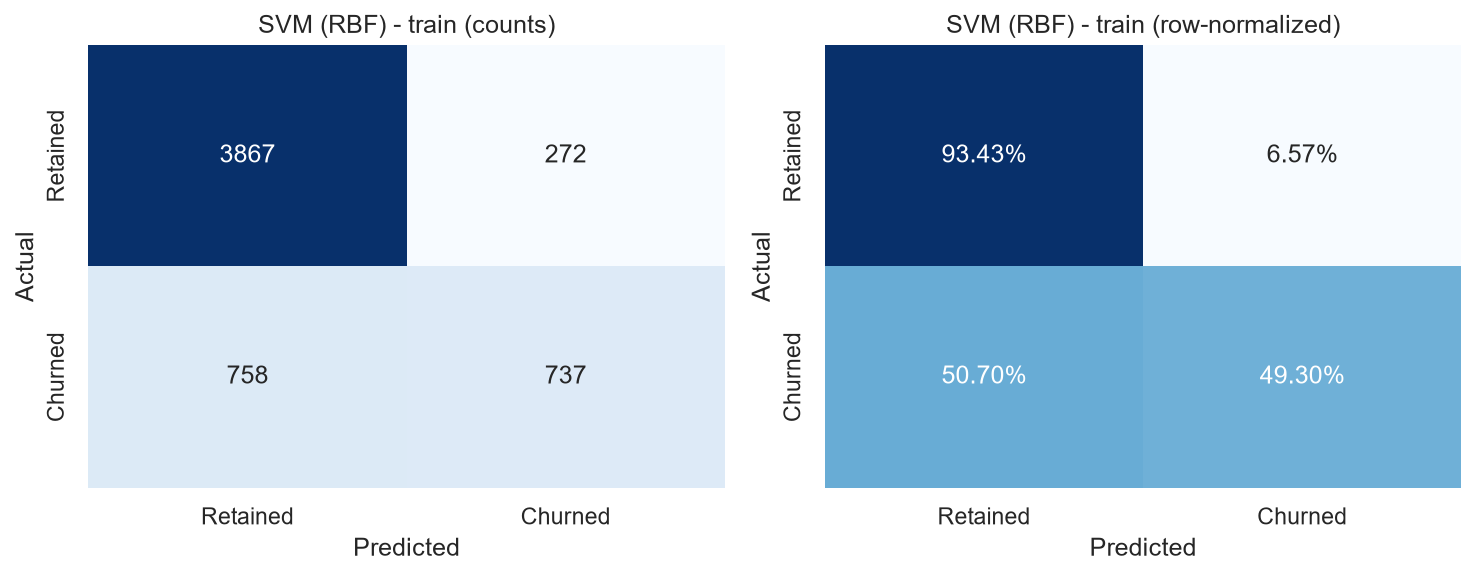 SVM (RBF) - train (counts)
Actual
Retained
3867
272
Churned
758
737
Retained
Churned
Predicted
SVM (RBF) - train (row-normalized)
Actual
Retained
93.43%
6.57%
Churned
50.70%
49.30%
Retained
Churned
Predicted